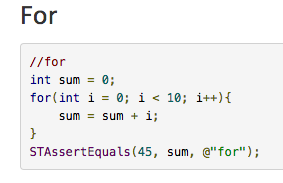 For
//for
int sum = 0;
for(int i = 0; i < 10; i++){
    sum = sum + i;
}
STAssertEquals(45, sum, @"for");